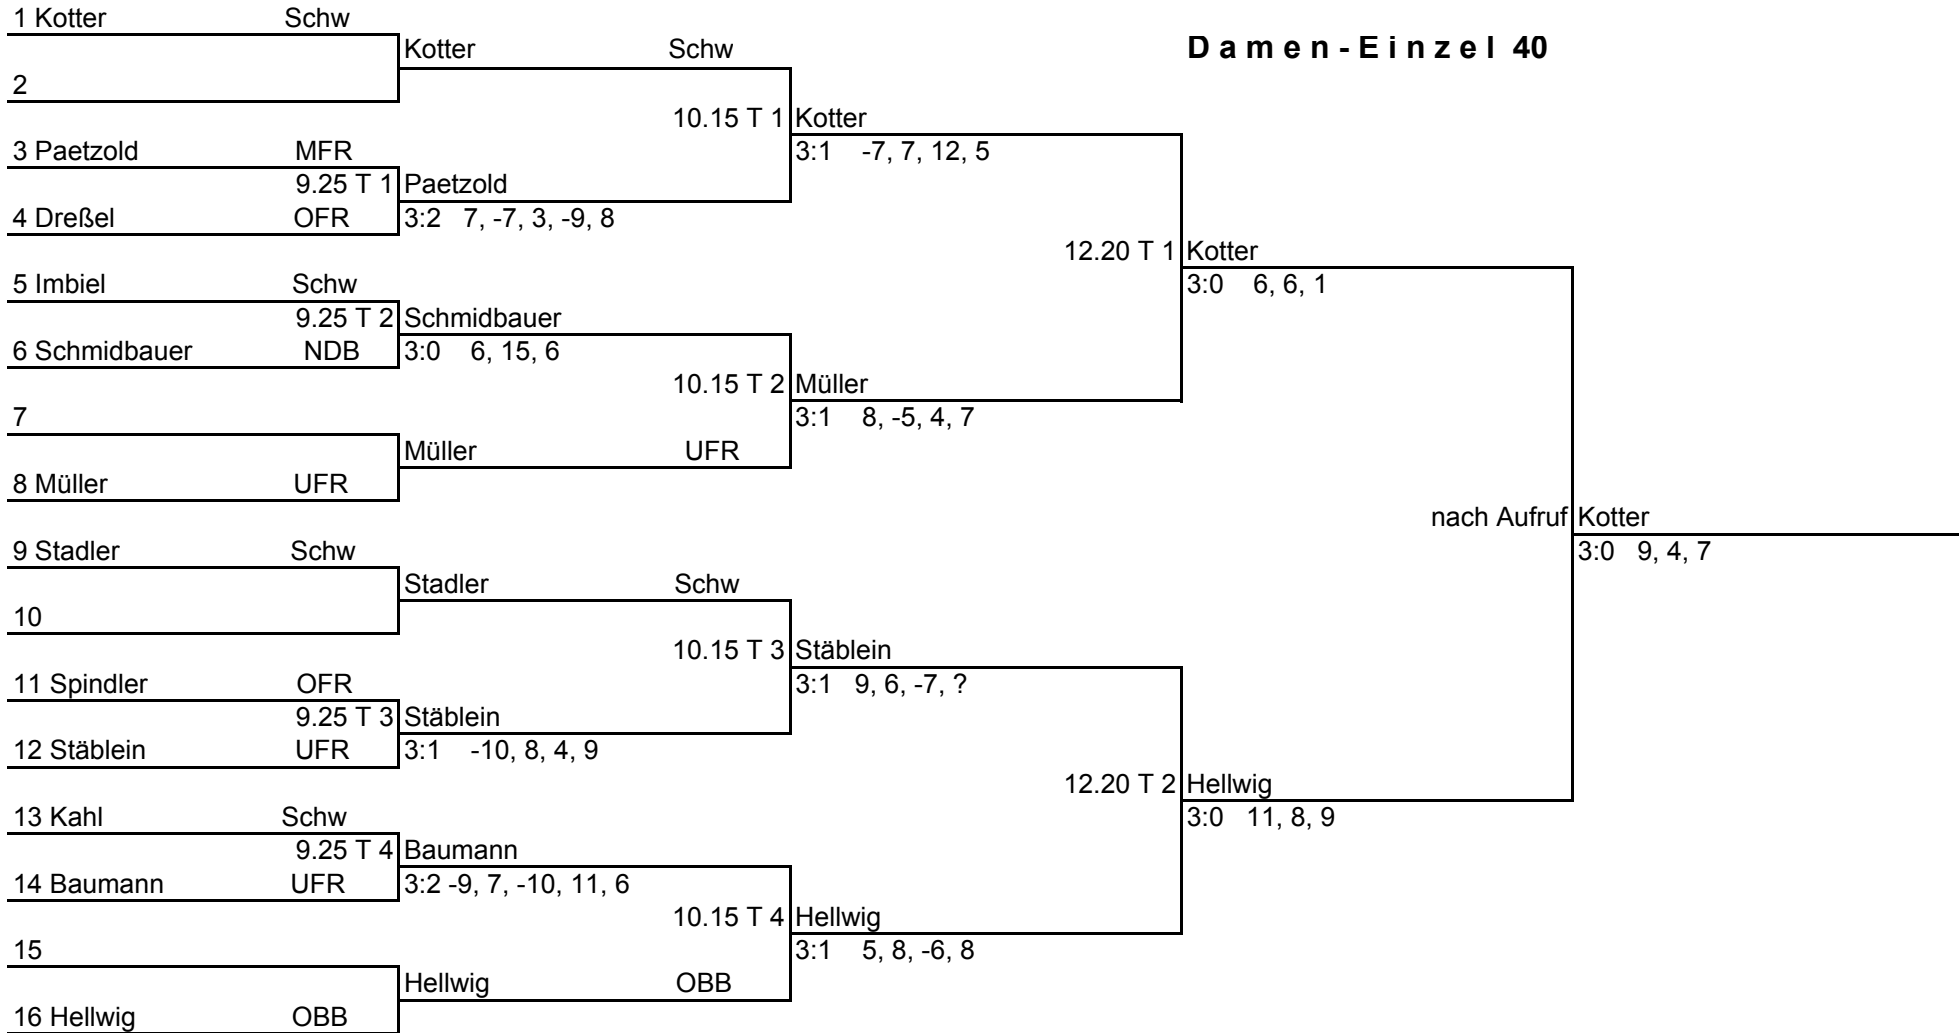 1 Kotter Schw
Kotter Schw D a m e n - E i n z e l 40
2
10.15 T 1 Kotter
3 Paetzold MFR 3:1 -7, 7, 12, 5
9.25 T 1 Paetzold
4 Dreßel OFR 3:2 7, -7, 3, -9, 8
12.20 T 1 Kotter
5 Imbiel Schw 3:0 6, 6, 1
9.25 T 2 Schmidbauer
6 Schmidbauer NDB 3:0 6, 15, 6
10.15 T 2 Müller
7 3:1 8, -5, 4, 7
Müller UFR
8 Müller UFR
nach Aufruf Kotter
9 Stadler Schw 3:0 9, 4, 7
Stadler Schw
10
10.15 T 3 Stäblein
11 Spindler OFR 3:1 9, 6, -7, ?
9.25 T 3 Stäblein
12 Stäblein UFR 3:1 -10, 8, 4, 9
12.20 T 2 Hellwig
13 Kahl Schw 3:0 11, 8, 9
9.25 T 4 Baumann
14 Baumann UFR 3:2 -9, 7, -10, 11, 6
10.15 T 4 Hellwig
15 3:1 5, 8, -6, 8
Hellwig OBB
16 Hellwig OBB